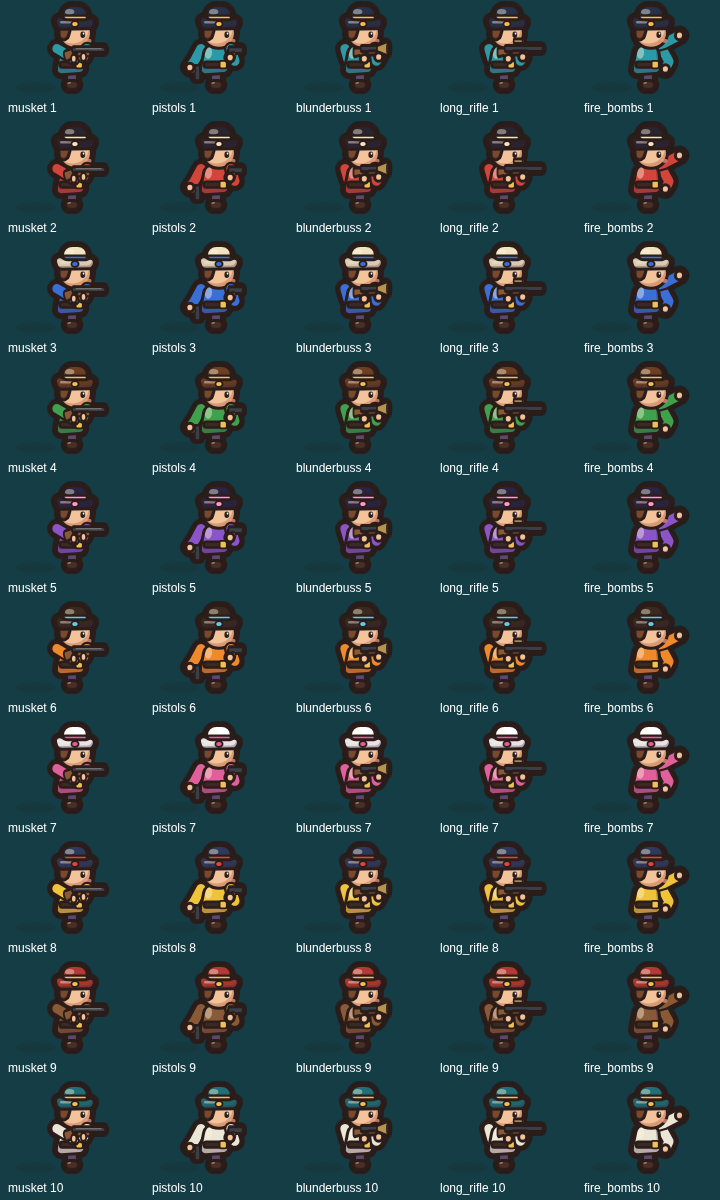 musket 1 pistols 1 blunderbuss 1 long_rifle 1 fire_bombs 1
musket 2 pistols 2 blunderbuss 2 long_rifle 2 fire_bombs 2
musket 3 pistols 3 blunderbuss 3 long_rifle 3 fire_bombs 3
musket 4 pistols 4 blunderbuss 4 long_rifle 4 fire_bombs 4
musket 5 pistols 5 blunderbuss 5 long_rifle 5 fire_bombs 5
musket 6 pistols 6 blunderbuss 6 long_rifle 6 fire_bombs 6
musket 7 pistols 7 blunderbuss 7 long_rifle 7 fire_bombs 7
musket 8 pistols 8 blunderbuss 8 long_rifle 8 fire_bombs 8
musket 9 pistols 9 blunderbuss 9 long_rifle 9 fire_bombs 9
musket 10 pistols 10 blunderbuss 10 long_rifle 10 fire_bombs 10